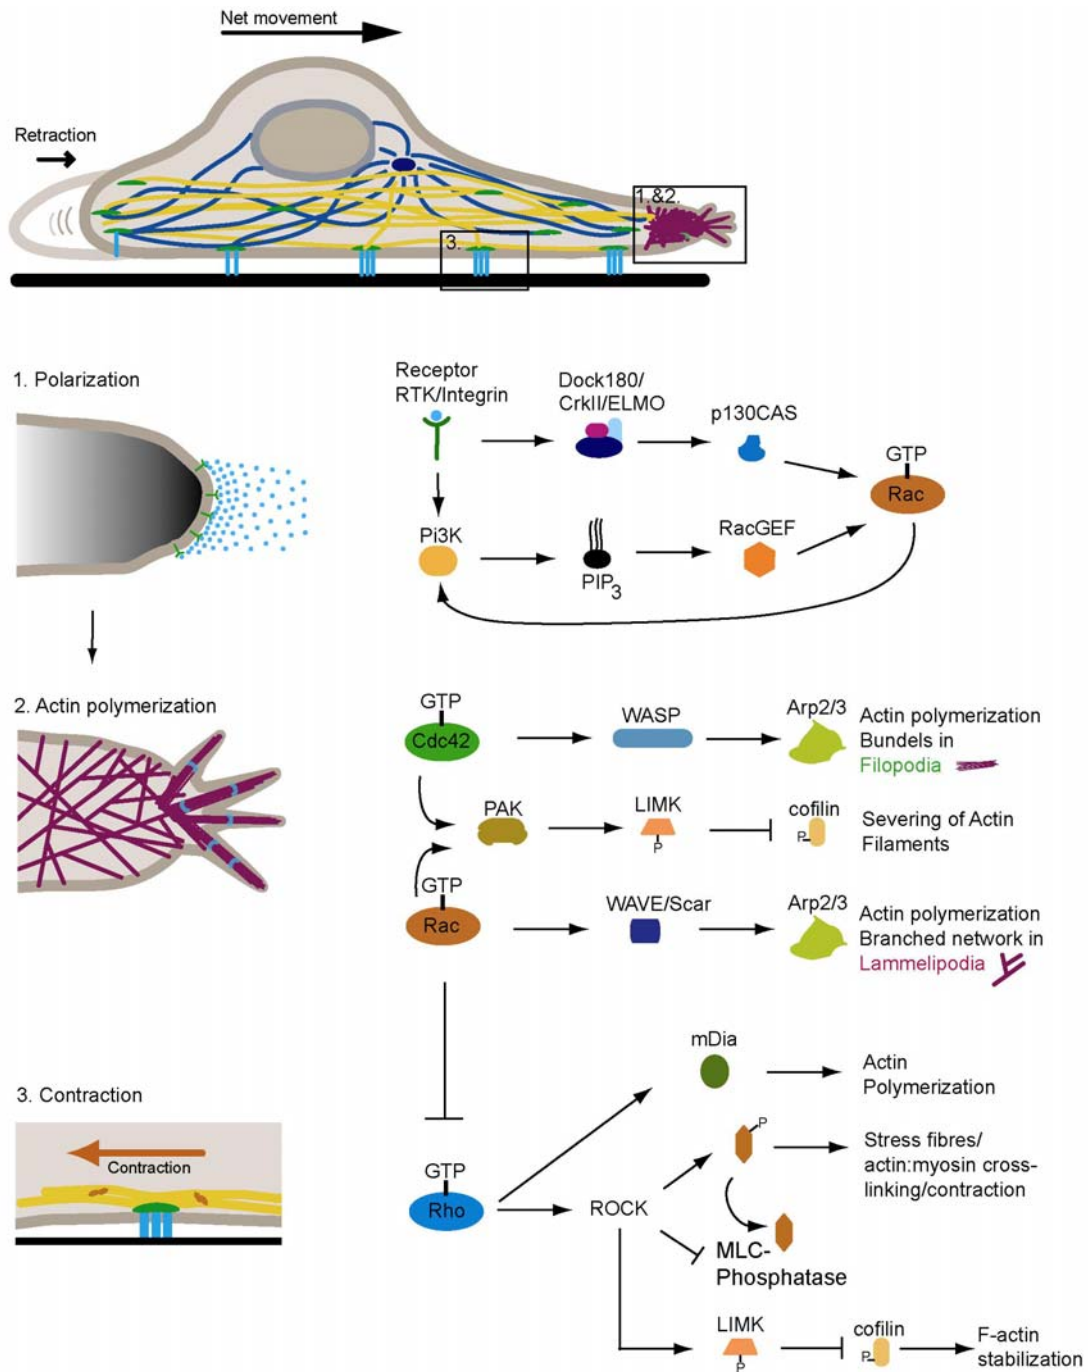 Net movement
Retraction
1.&2.
3.
1. Polarization
Receptor
RTK/Integrin
Dock180/
CrkII/ELMO
p130CAS
GTP
Rac
Pi3K
PIP3
RacGEF
2. Actin polymerization
GTP
Cdc42
WASP
Arp2/3
Actin polymerization
Bundels in
Filopodia
PAK
LIMK
P
cofilin
P
Severing of Actin
Filaments
GTP
Rac
WAVE/Scar
Arp2/3
Actin polymerization
Branched network in
Lammelipodia
mDia
Actin
Polymerization
3. Contraction
Contraction
P
Stress fibres/
actin:myosin cross-
linking/contraction
GTP
Rho
ROCK
MLC-
Phosphatase
LIMK
P
cofilin
P
F-actin
stabilization